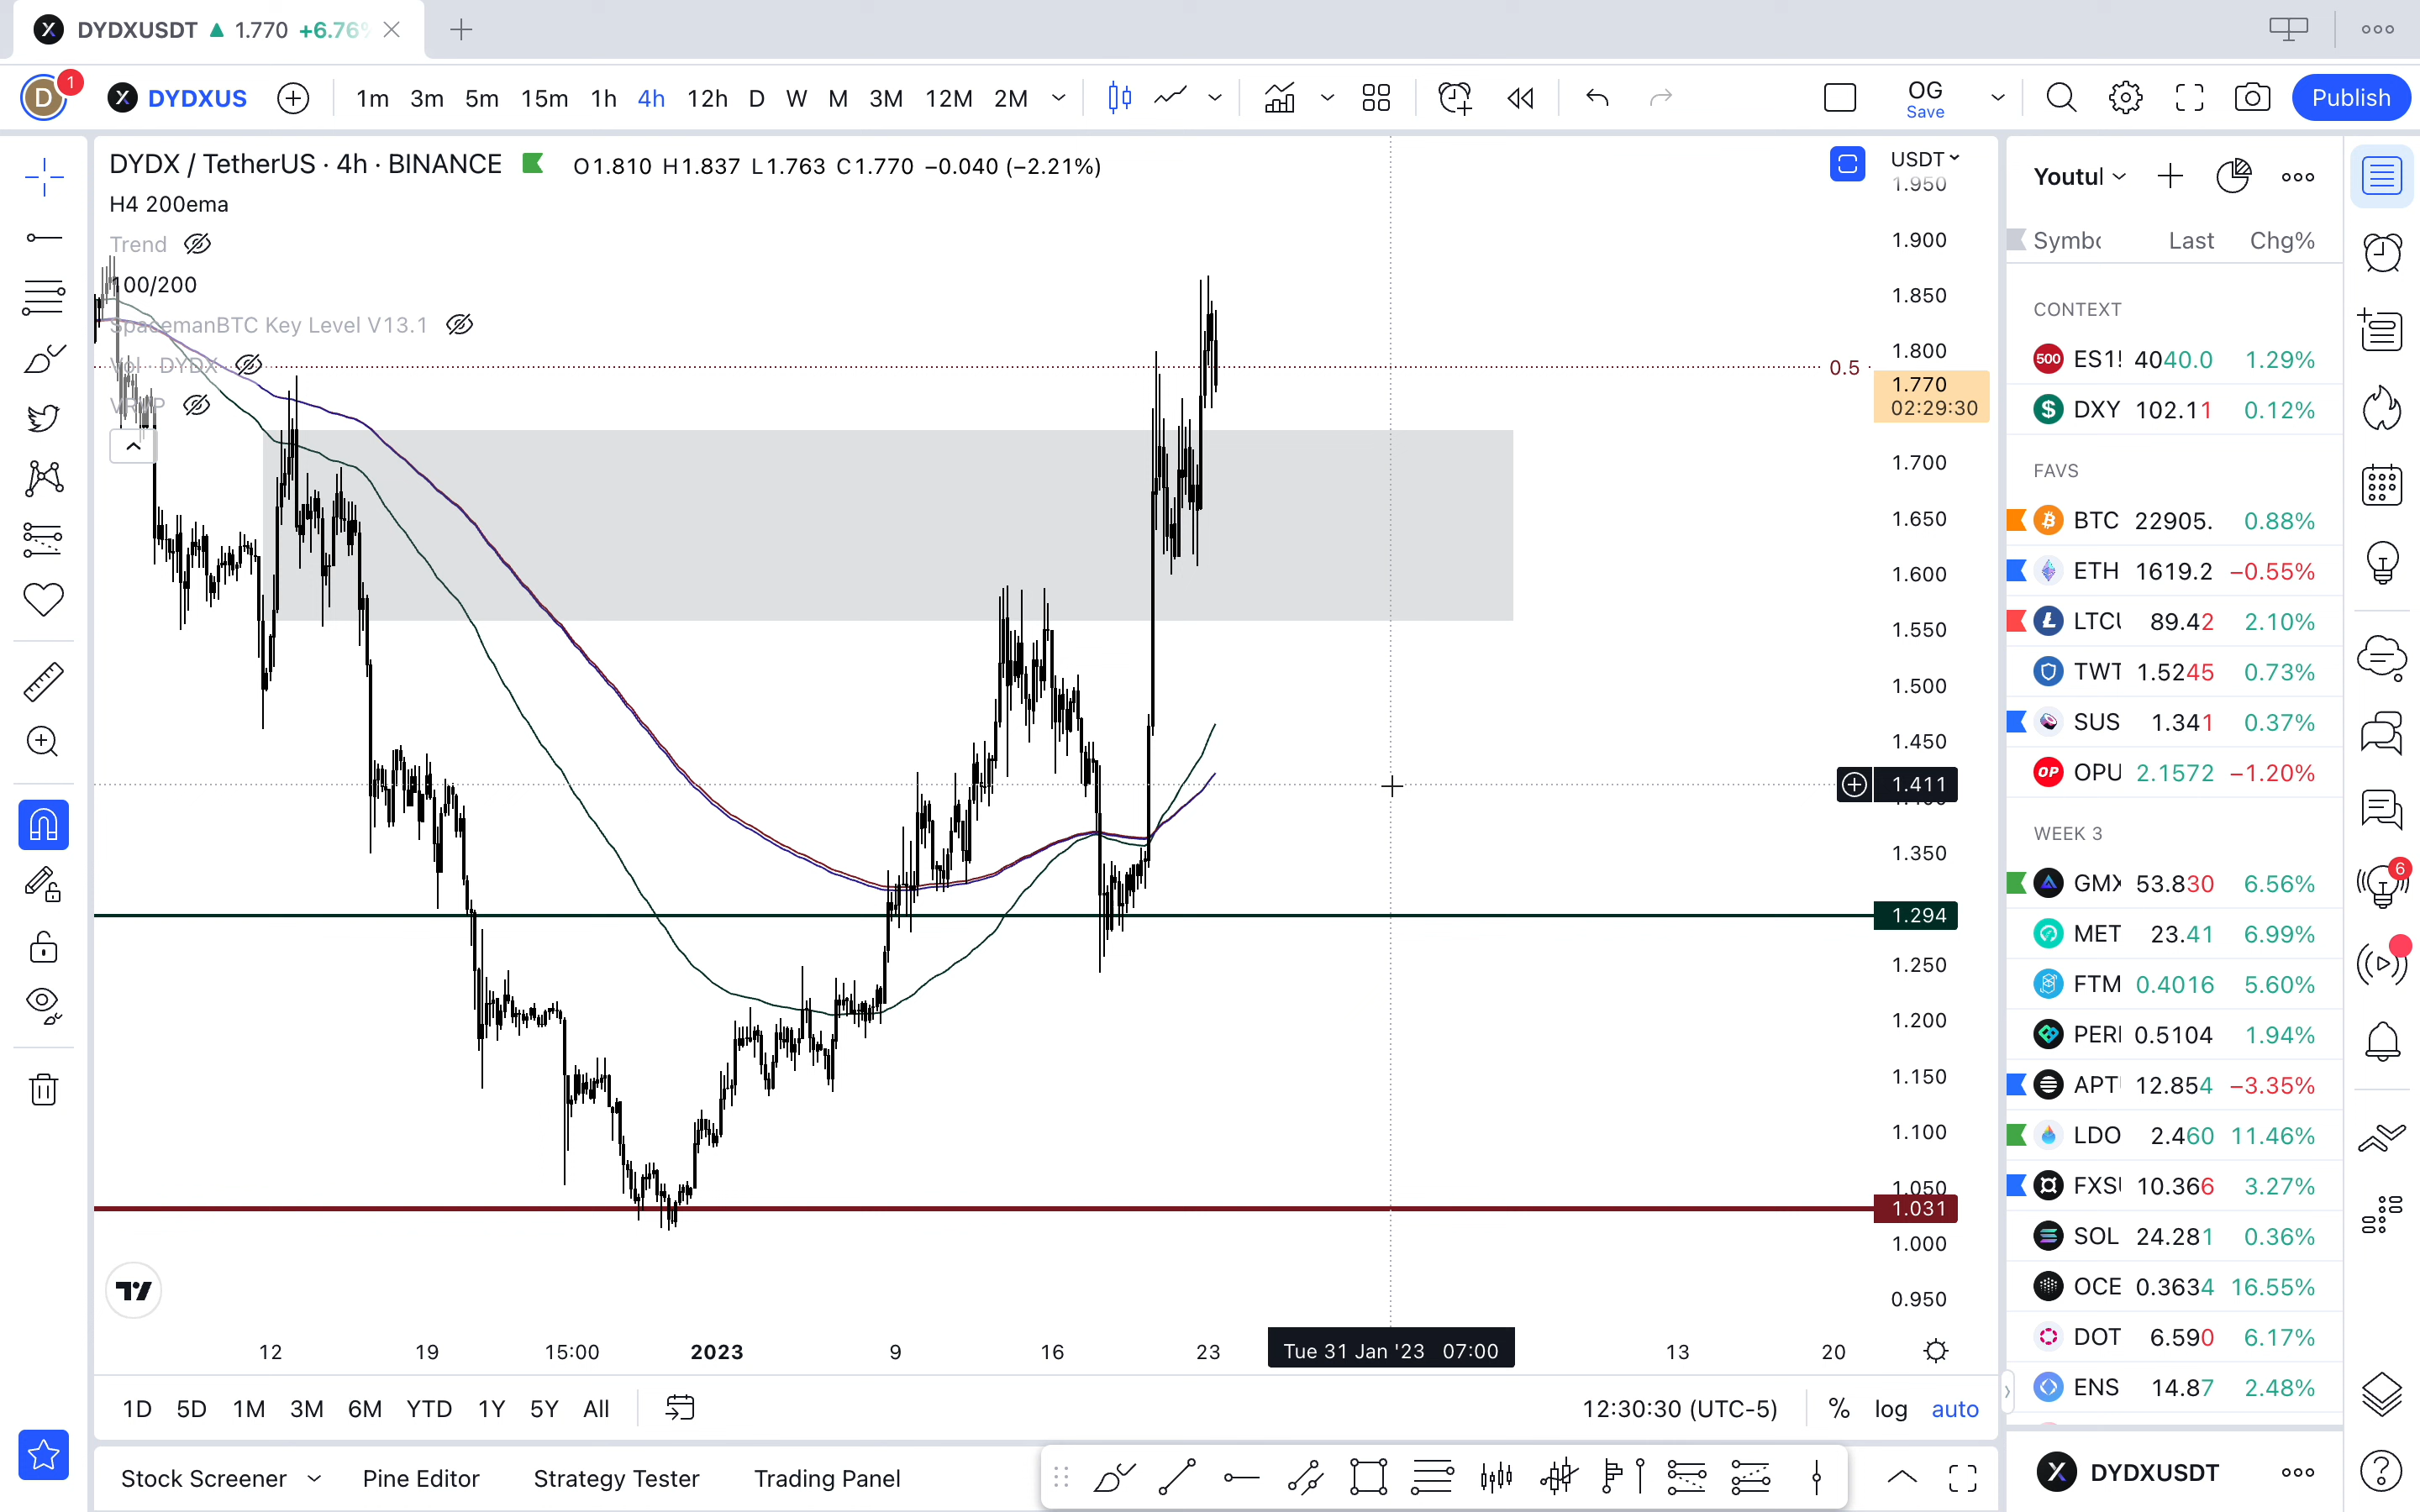 DYDXUSDT ▲ 1.770 +6.76%
D 1 DYDXUS 1m 3m 5m 15m 1h 4h 12h D W M 3M 12M 2M OG Save Publish
DYDX / TetherUS · 4h · BINANCE O1.810 H1.837 L1.763 C1.770 −0.040 (−2.21%)
H4 200ema
Trend
100/200
SpacemanBTC Key Level V13.1
Vol · DYDX
0.5
USDT
1.950
1.900
1.850
1.800
1.770
02:29:30
1.700
1.650
1.600
1.550
1.500
1.450
1.411
1.350
1.294
1.250
1.200
1.150
1.100
1.050
1.031
1.000
0.950
12 19 15:00 2023 9 16 23 Tue 31 Jan '23 07:00 13 20
1D 5D 1M 3M 6M YTD 1Y 5Y All 12:30:30 (UTC-5) % log auto
Stock Screener Pine Editor Strategy Tester Trading Panel
Youtul
Symbo Last Chg%
CONTEXT
500 ES1! 4040.0 1.29%
$ DXY 102.11 0.12%
FAVS
BTC 22905. 0.88%
ETH 1619.2 −0.55%
LTCU 89.42 2.10%
TWT 1.5245 0.73%
SUS 1.341 0.37%
OP OPU 2.1572 −1.20%
WEEK 3
GMX 53.830 6.56%
MET 23.41 6.99%
FTM 0.4016 5.60%
PERP 0.5104 1.94%
APT 12.854 −3.35%
LDO 2.460 11.46%
FXS 10.366 3.27%
SOL 24.281 0.36%
OCE 0.3634 16.55%
DOT 6.590 6.17%
ENS 14.87 2.48%
DYDXUSDT
6